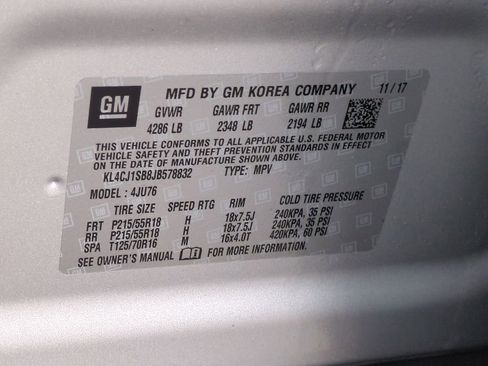 GM
MFD BY GM KOREA COMPANY 11/17
GVWR GAWR FRT GAWR RR
4286 LB 2348 LB 2194 LB
THIS VEHICLE CONFORMS TO ALL APPLICABLE U.S. FEDERAL MOTOR
VEHICLE SAFETY AND THEFT PREVENTION STANDARDS IN EFFECT
ON THE DATE OF MANUFACTURE SHOWN ABOVE.
KL4CJ1SB8JB578832 TYPE: MPV
MODEL: 4JU76
TIRE SIZE SPEED RTG RIM COLD TIRE PRESSURE
FRT P215/55R18 H 18x7.5J 240KPA, 35 PSI
RR P215/55R18 H 18x7.5J 240KPA, 35 PSI
SPA T125/70R16 M 16x4.0T 420KPA, 60 PSI
SEE OWNER'S MANUAL FOR MORE INFORMATION.